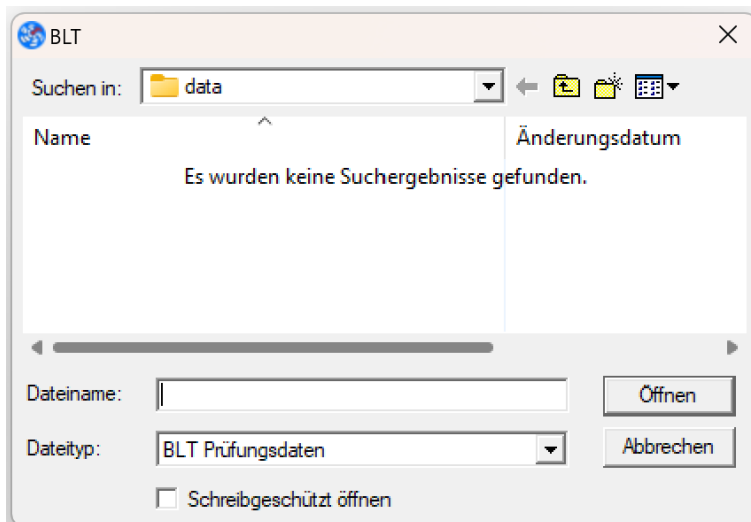 BLT
Suchen in: data
Name Änderungsdatum
Es wurden keine Suchergebnisse gefunden.
Dateiname: Öffnen
Dateityp: BLT Prüfungsdaten Abbrechen
Schreibgeschützt öffnen